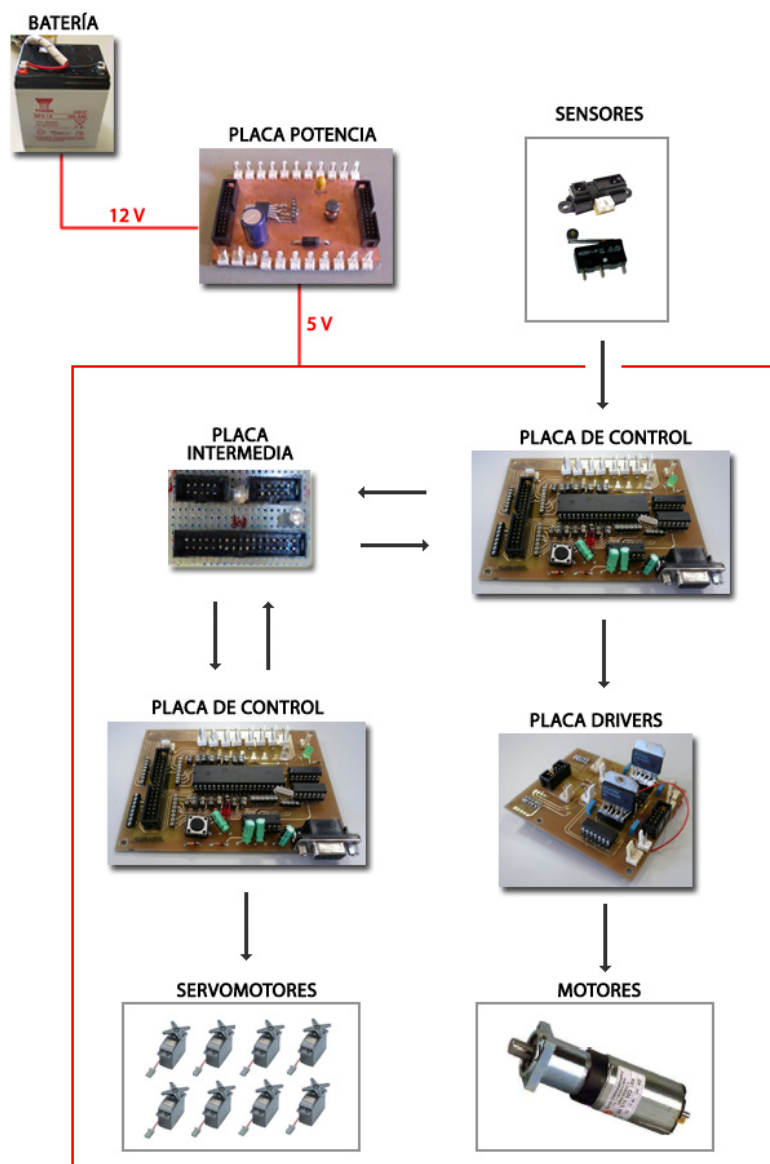 BATERÍA
PLACA POTENCIA
SENSORES
12 V
5 V
PLACA
INTERMEDIA
PLACA DE CONTROL
PLACA DE CONTROL
PLACA DRIVERS
SERVOMOTORES
MOTORES